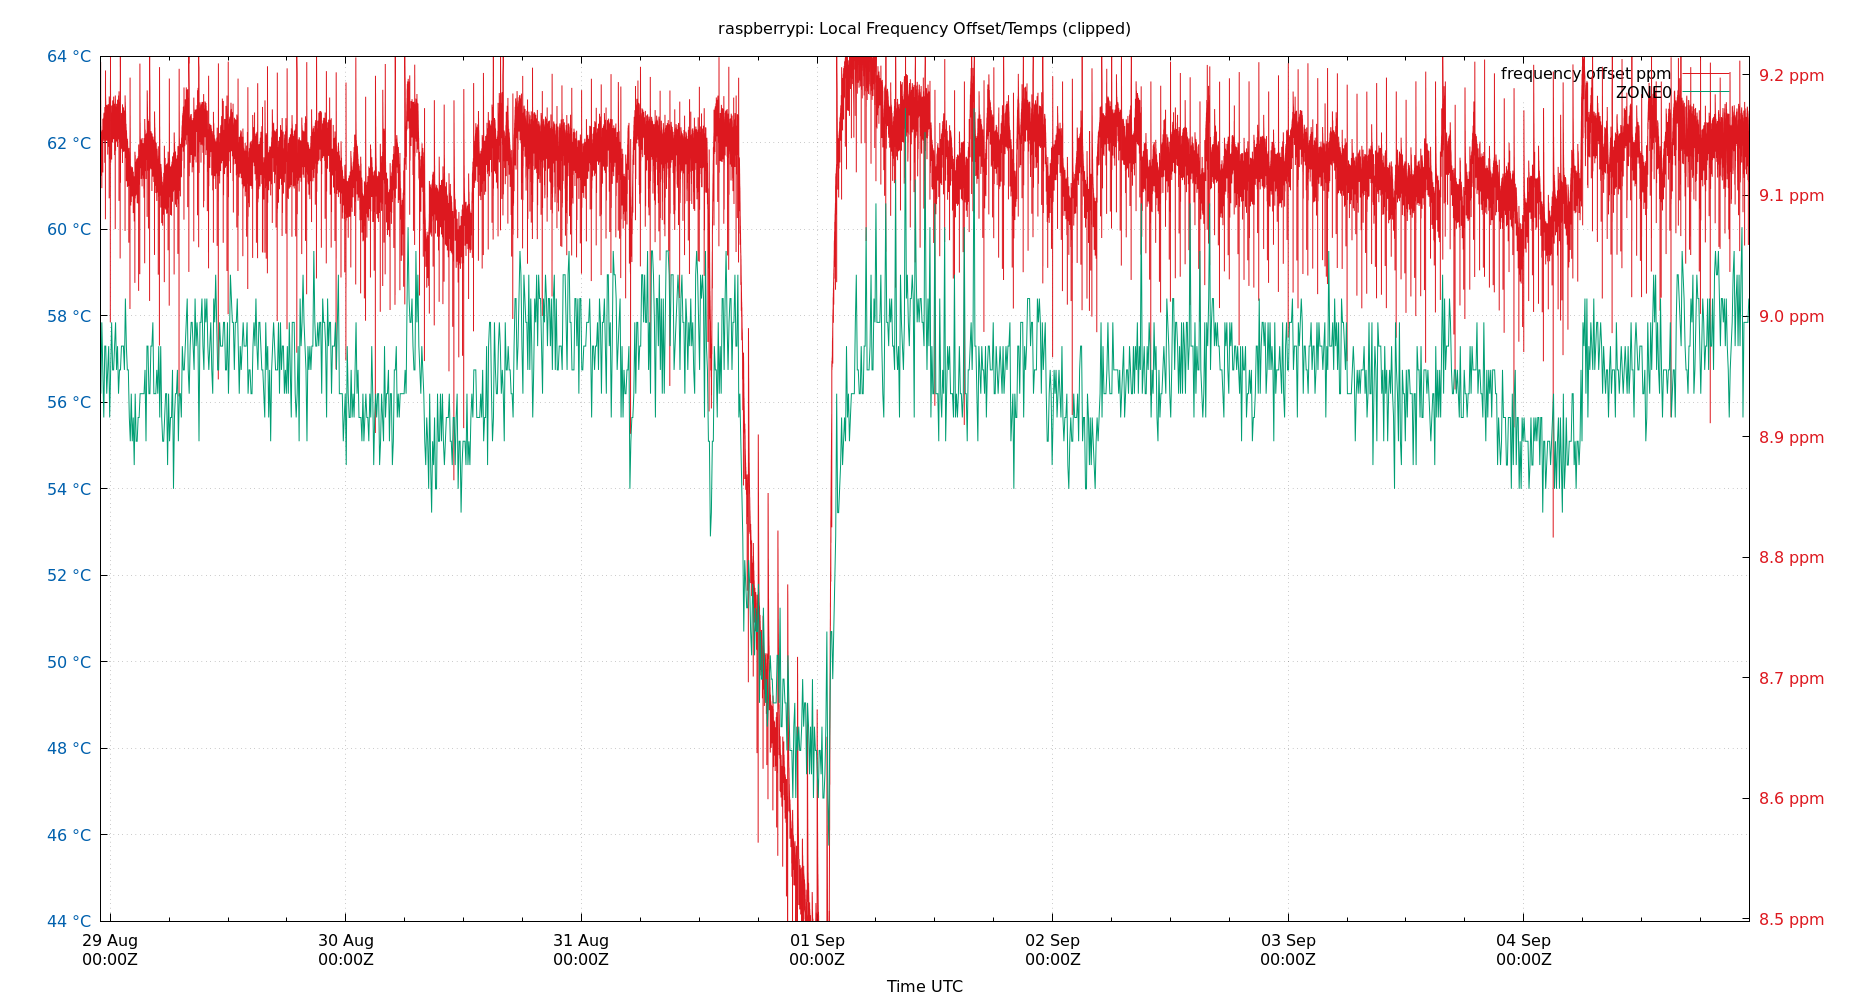 raspberrypi: Local Frequency Offset/Temps (clipped)
64 °C
62 °C
60 °C
58 °C
56 °C
54 °C
52 °C
50 °C
48 °C
46 °C
44 °C
frequency offset ppm
ZONE0
9.2 ppm
9.1 ppm
9.0 ppm
8.9 ppm
8.8 ppm
8.7 ppm
8.6 ppm
8.5 ppm
29 Aug
00:00Z
30 Aug
00:00Z
31 Aug
00:00Z
01 Sep
00:00Z
02 Sep
00:00Z
03 Sep
00:00Z
04 Sep
00:00Z
Time UTC